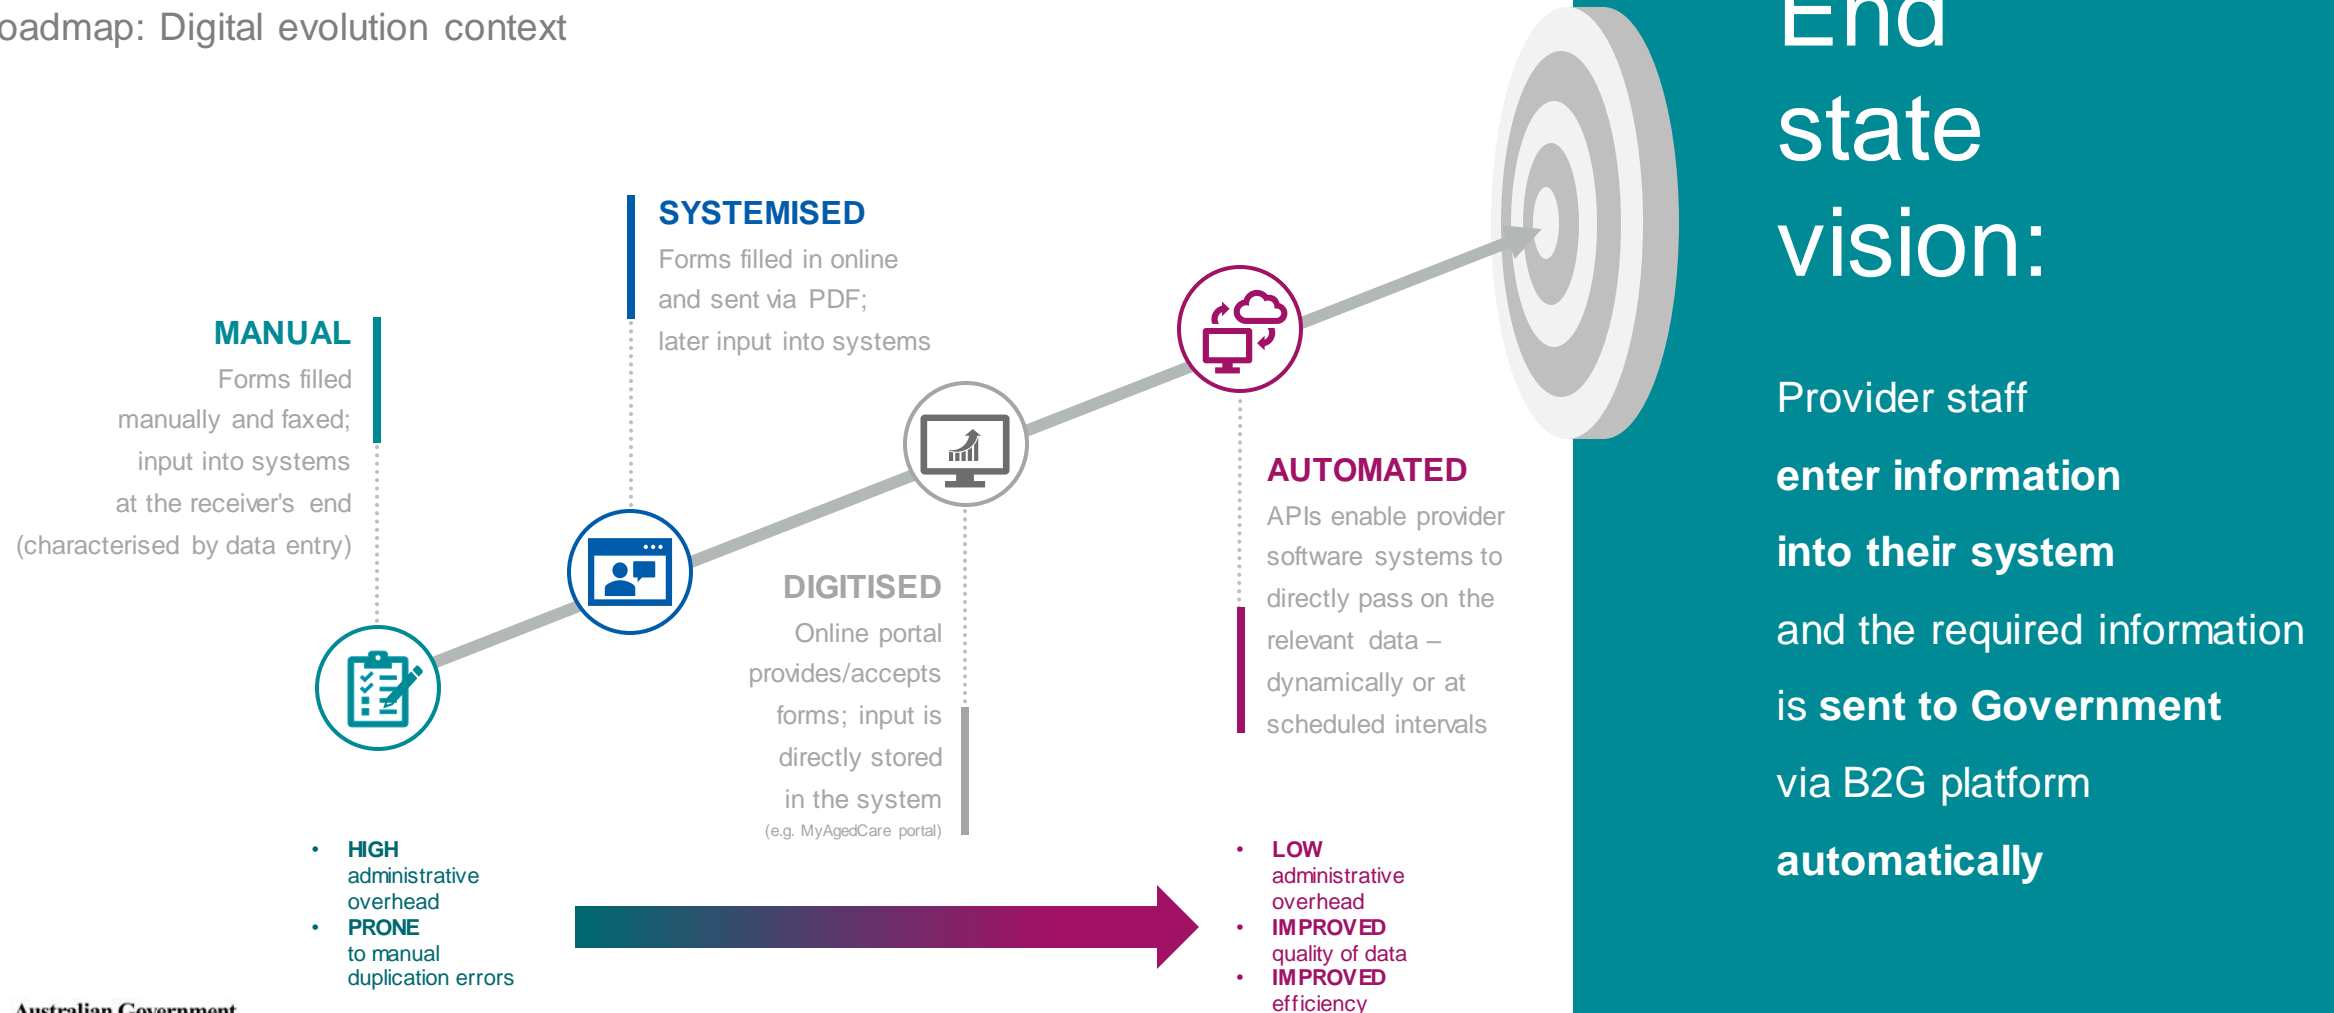 oadmap: Digital evolution context
MANUAL
Forms filled
manually and faxed;
input into systems
at the receiver's end
(characterised by data entry)
SYSTEMISED
Forms filled in online
and sent via PDF;
later input into systems
DIGITISED
Online portal
provides/accepts
forms; input is
directly stored
in the system
(e.g. MyAgedCare portal)
AUTOMATED
APIs enable provider
software systems to
directly pass on the
relevant data –
dynamically or at
scheduled intervals
• HIGH
administrative
overhead
• PRONE
to manual
duplication errors
• LOW
administrative
overhead
• IMPROVED
quality of data
• IMPROVED
efficiency
End
state
vision:
Provider staff
enter information
into their system
and the required information
is sent to Government
via B2G platform
automatically
Australian Government